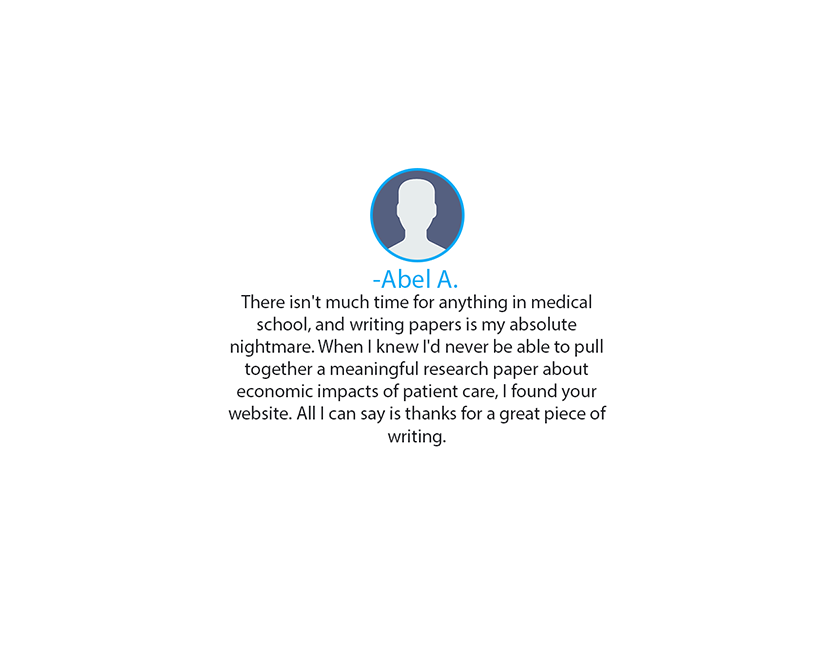 -Abel A.
There isn't much time for anything in medical
school, and writing papers is my absolute
nightmare. When I knew I'd never be able to pull
together a meaningful research paper about
economic impacts of patient care, I found your
website. All I can say is thanks for a great piece of
writing.